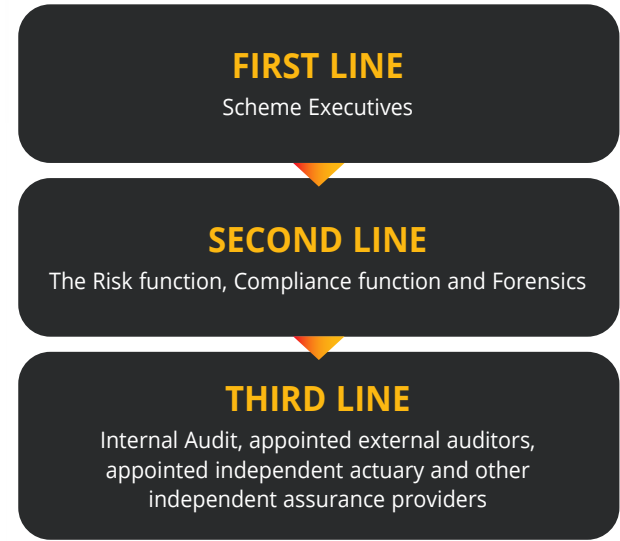 FIRST LINE
Scheme Executives
SECOND LINE
The Risk function, Compliance function and Forensics
THIRD LINE
Internal Audit, appointed external auditors,
appointed independent actuary and other
independent assurance providers